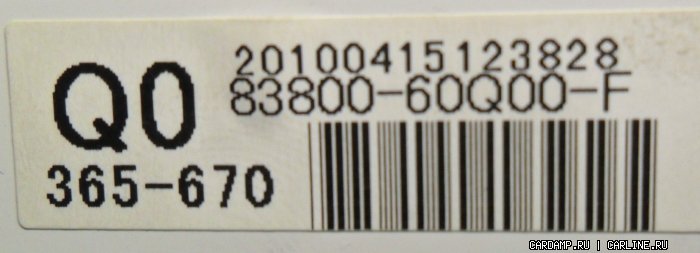 Q0
20100415123828
83800-60Q00-F
365-670
CARDAMP.RU | CARLINE.RU